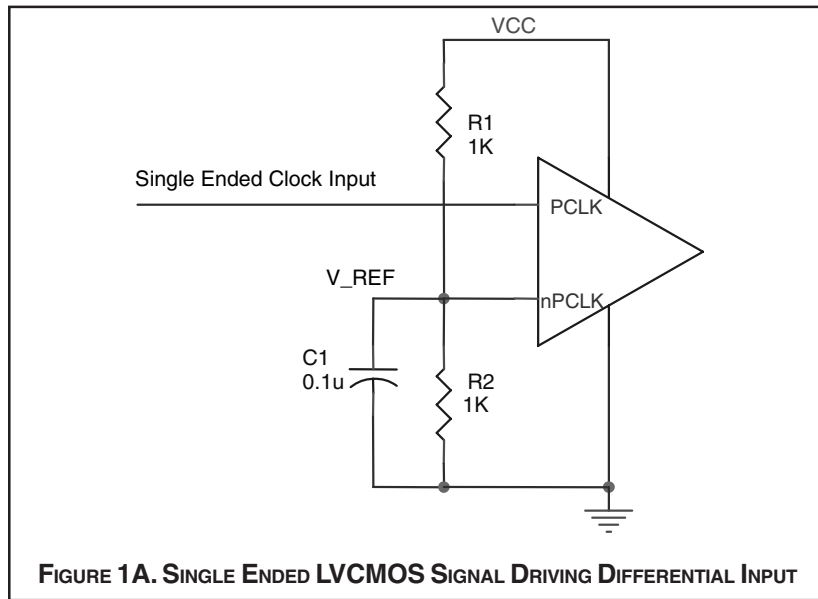 VCC
R1
1K
Single Ended Clock Input
PCLK
V_REF
nPCLK
C1
0.1u
R2
1K
FIGURE 1A. SINGLE ENDED LVCMOS SIGNAL DRIVING DIFFERENTIAL INPUT